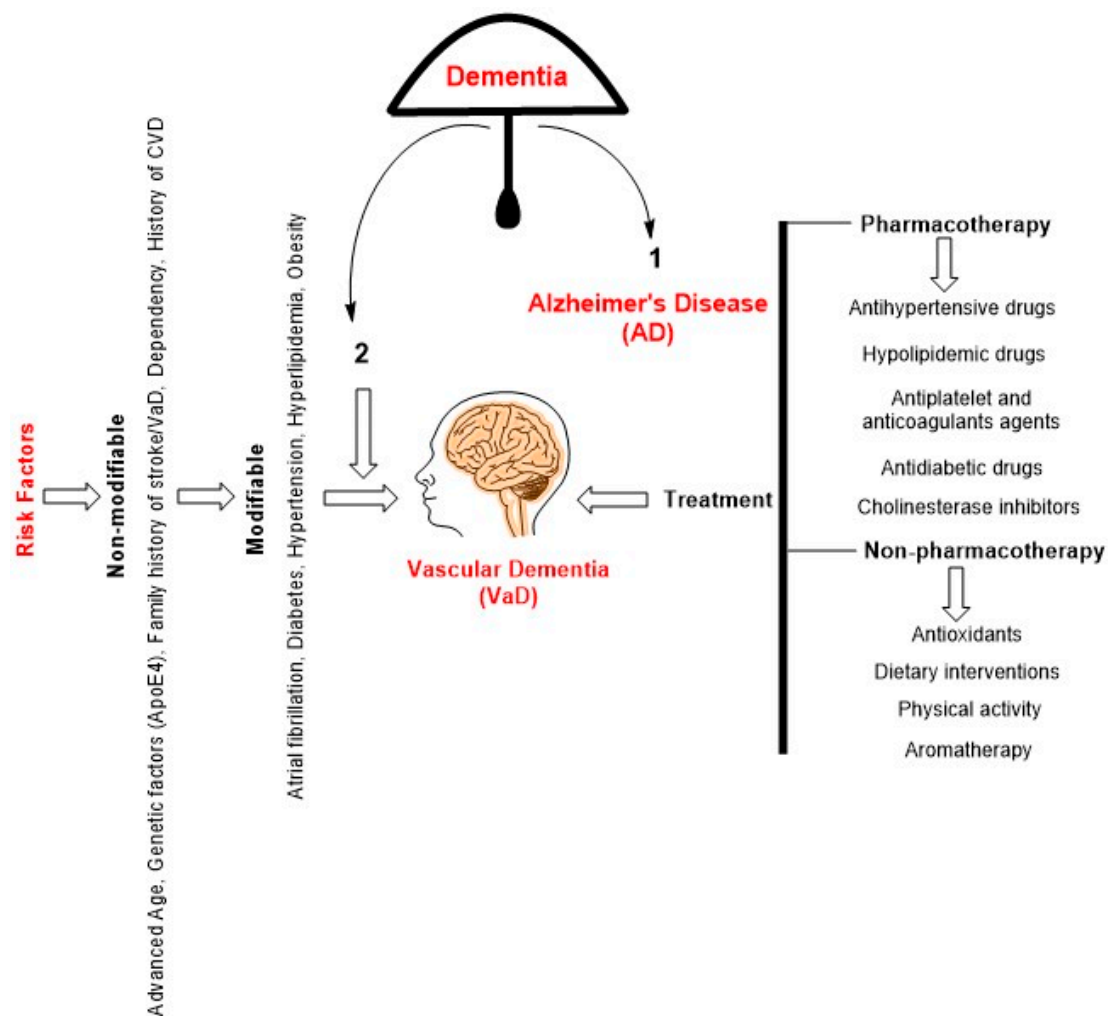 Dementia
1
Alzheimer's Disease
(AD)
2
Risk Factors
Non-modifiable
Advanced Age, Genetic factors (ApoE4), Family history of stroke/VaD, Dependency, History of CVD
Modifiable
Atrial fibrillation, Diabetes, Hypertension, Hyperlipidemia, Obesity
Vascular Dementia
(VaD)
Treatment
Pharmacotherapy
Antihypertensive drugs
Hypolipidemic drugs
Antiplatelet and
anticoagulants agents
Antidiabetic drugs
Cholinesterase inhibitors
Non-pharmacotherapy
Antioxidants
Dietary interventions
Physical activity
Aromatherapy